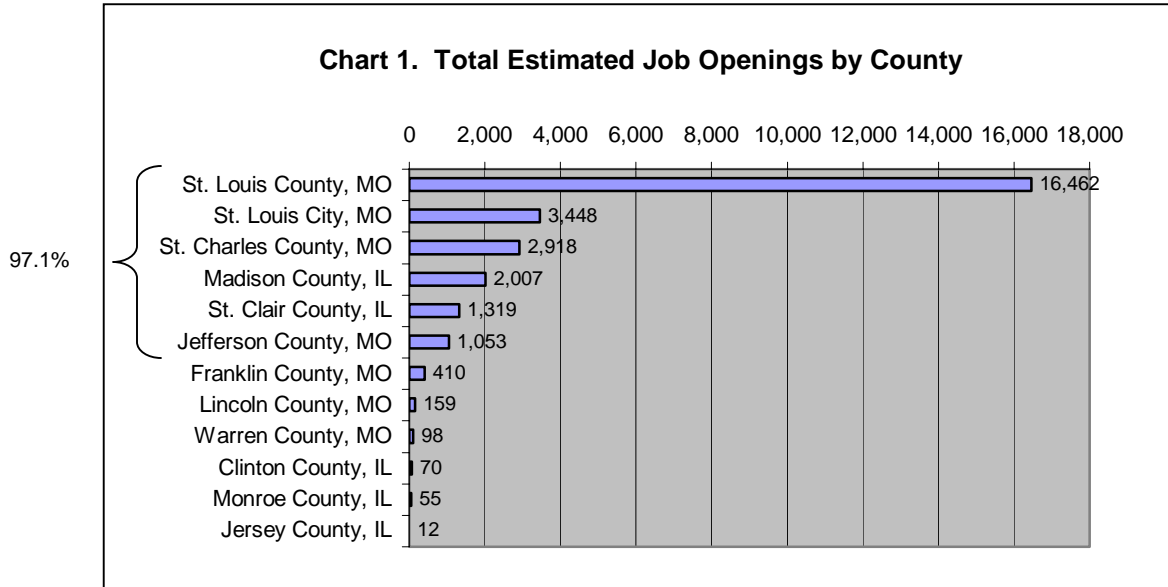 Chart 1.  Total Estimated Job Openings by County
0 2,000 4,000 6,000 8,000 10,000 12,000 14,000 16,000 18,000
St. Louis County, MO 16,462
St. Louis City, MO 3,448
St. Charles County, MO 2,918
97.1%
Madison County, IL 2,007
St. Clair County, IL 1,319
Jefferson County, MO 1,053
Franklin County, MO 410
Lincoln County, MO 159
Warren County, MO 98
Clinton County, IL 70
Monroe County, IL 55
Jersey County, IL 12